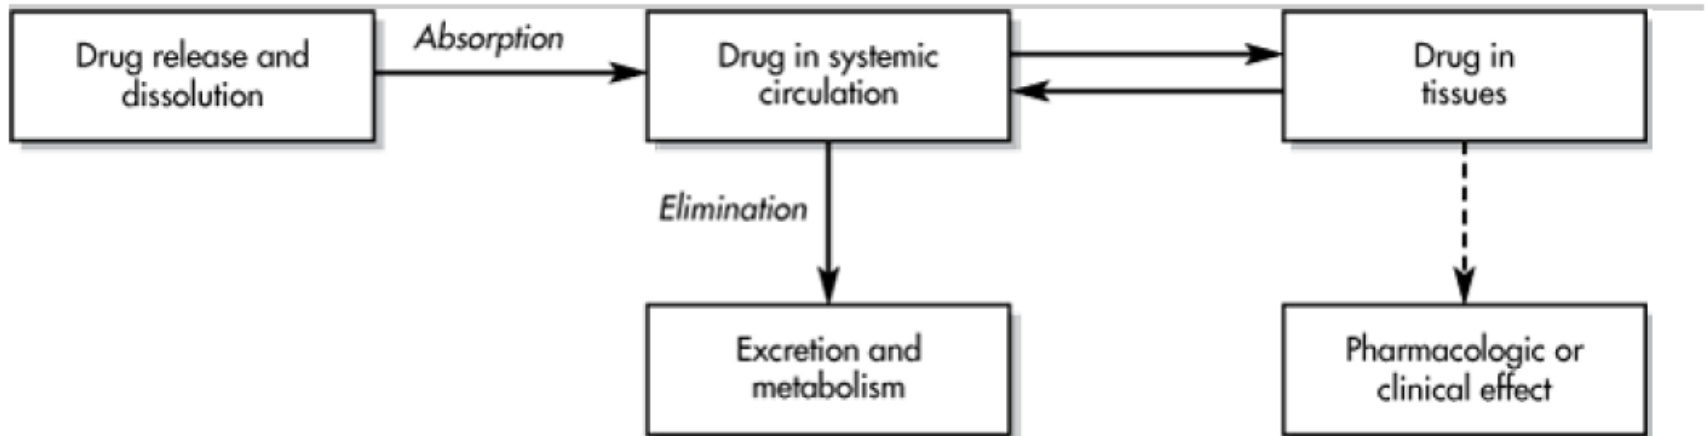 Drug release and
dissolution
Absorption
Drug in systemic
circulation
Drug in
tissues
Elimination
Excretion and
metabolism
Pharmacologic or
clinical effect